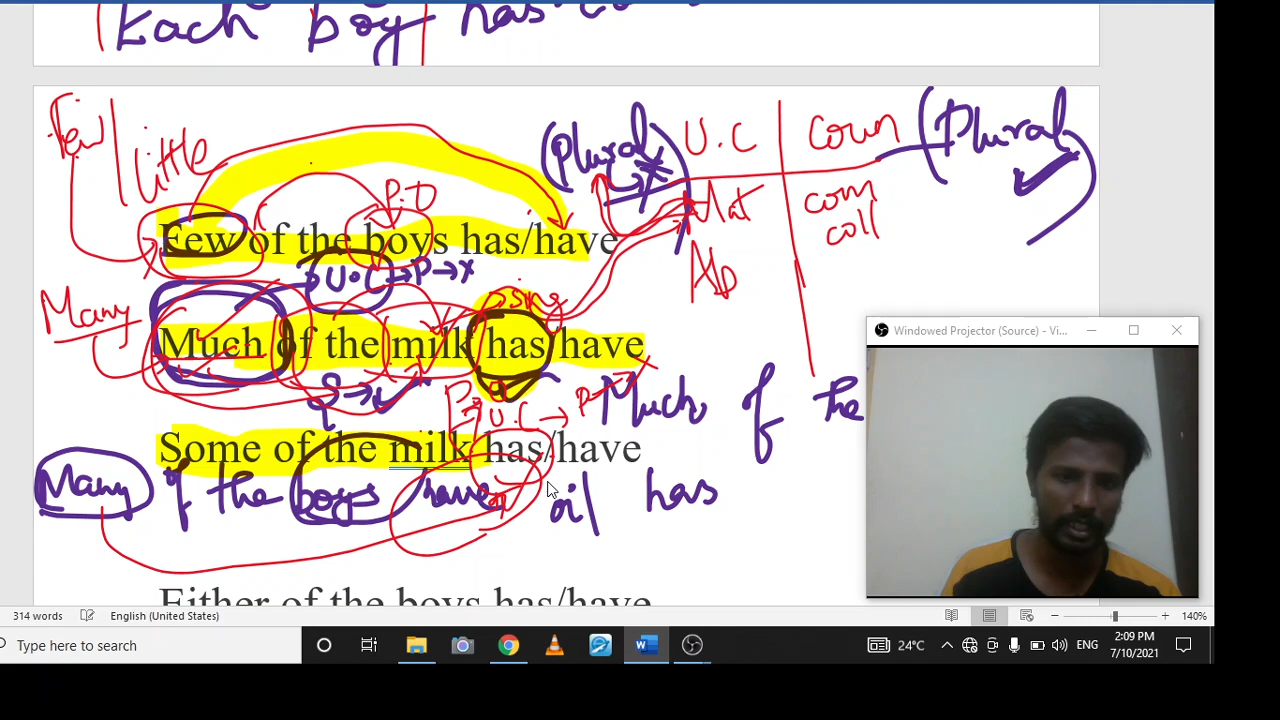 Each boy has
Few Little
(Plural) U.C Coun (Plural)
P.O Mat com
coll
Few of the boys has/have
U.C → P → x Ab
Many sing
Much of the milk has/have
S → ✓ U.C → P → x Much of the
Some of the milk has/have
Many of the boys have oil has
Either of the boys has/have
Windowed Projector (Source) - Vi...
314 words English (United States) 140%
Type here to search 24°C ENG 2:09 PM
7/10/2021